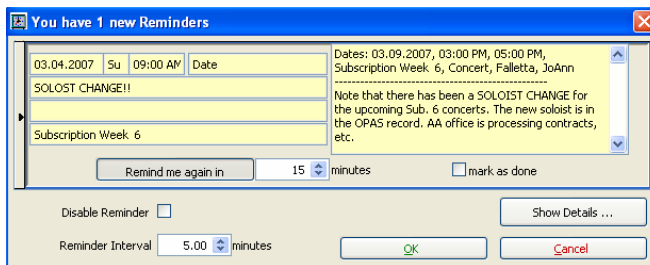 You have 1 new Reminders
03.04.2007 Su 09:00 AM Date
SOLOST CHANGE!!
Subscription Week 6
Dates: 03.09.2007, 03:00 PM, 05:00 PM,
Subscription Week 6, Concert, Falletta, JoAnn
------------------------------------------------
Note that there has been a SOLOIST CHANGE for
the upcoming Sub. 6 concerts. The new soloist is in
the OPAS record. AA office is processing contracts,
etc.
Remind me again in 15 minutes mark as done
Disable Reminder Show Details ...
Reminder Interval 5.00 minutes OK Cancel